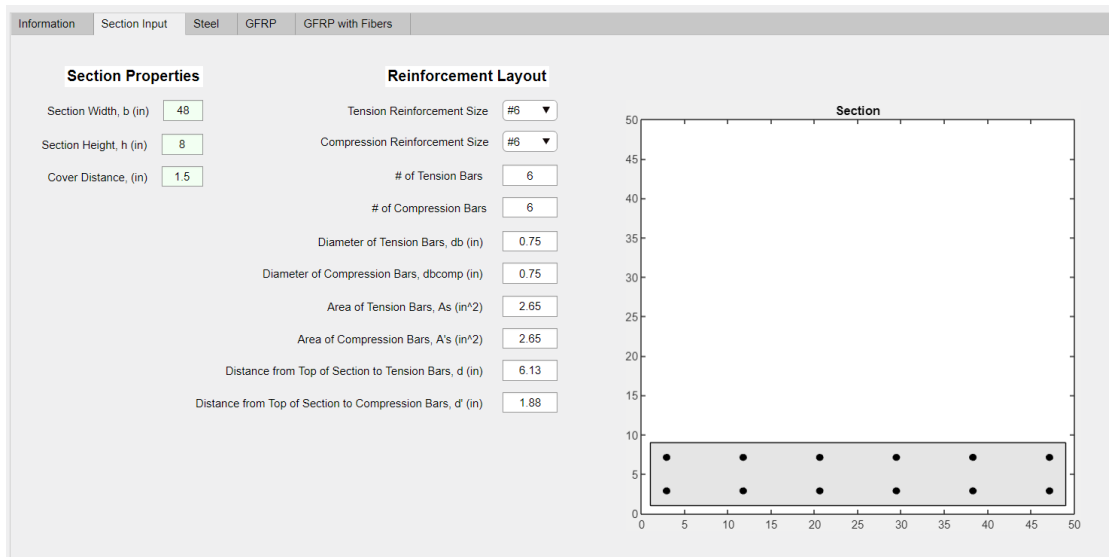 Information Section Input Steel GFRP GFRP with Fibers
Section Properties
Section Width, b (in) 48
Section Height, h (in) 8
Cover Distance, (in) 1.5
Reinforcement Layout
Tension Reinforcement Size #6
Compression Reinforcement Size #6
# of Tension Bars 6
# of Compression Bars 6
Diameter of Tension Bars, db (in) 0.75
Diameter of Compression Bars, dbcomp (in) 0.75
Area of Tension Bars, As (in^2) 2.65
Area of Compression Bars, A's (in^2) 2.65
Distance from Top of Section to Tension Bars, d (in) 6.13
Distance from Top of Section to Compression Bars, d' (in) 1.88
Section
50
45
40
35
30
25
20
15
10
5
0
0 5 10 15 20 25 30 35 40 45 50